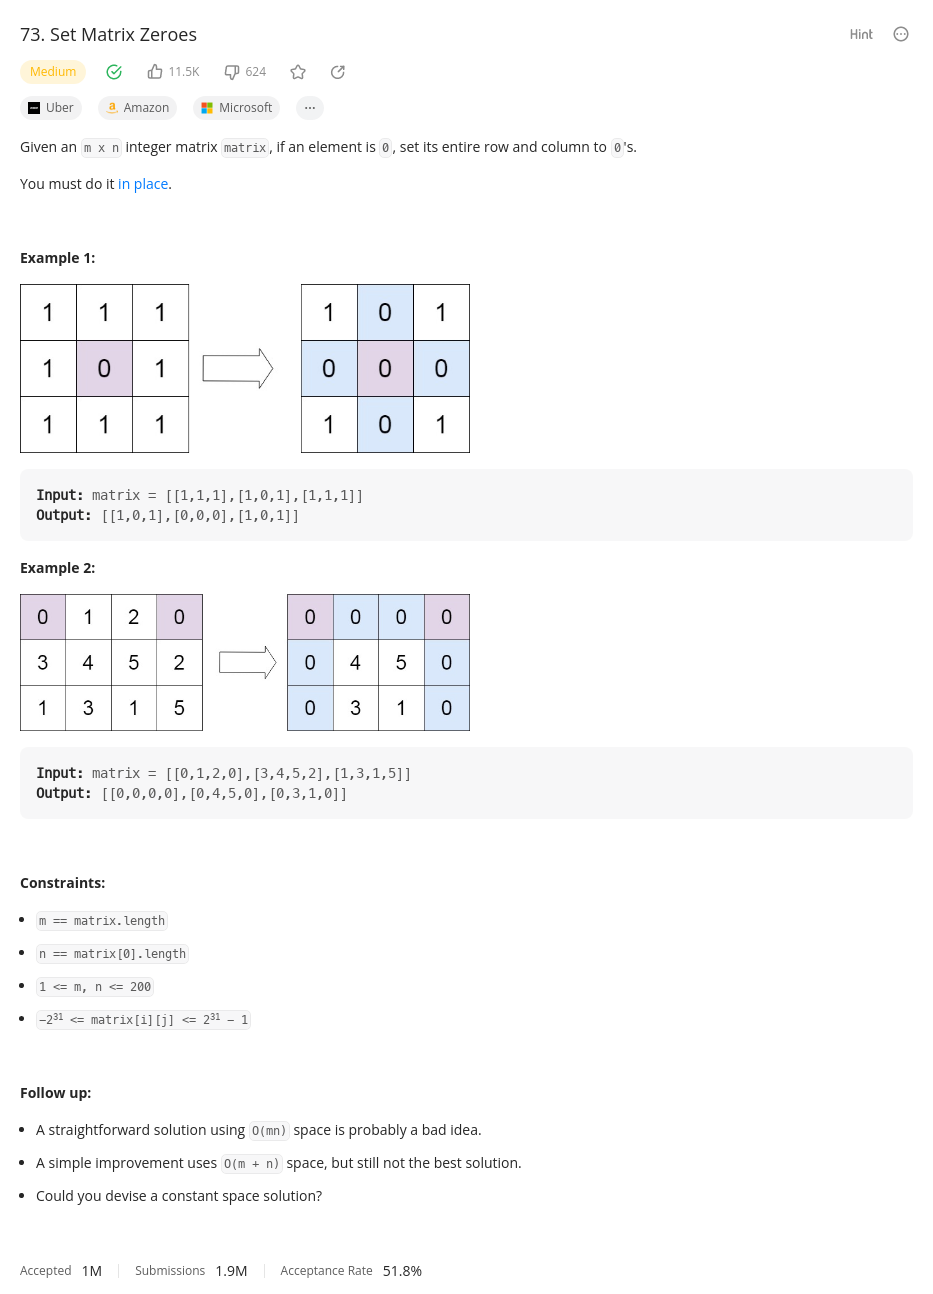 73. Set Matrix Zeroes
Hint
Medium
11.5K
624
Uber
Amazon
Microsoft
Given an m x n integer matrix matrix, if an element is 0, set its entire row and column to 0's.
You must do it in place.
Example 1:
1 1 1 1 0 1
1 0 1 0 0 0
1 1 1 1 0 1
Input: matrix = [[1,1,1],[1,0,1],[1,1,1]]
Output: [[1,0,1],[0,0,0],[1,0,1]]
Example 2:
0 1 2 0 0 0 0 0
3 4 5 2 0 4 5 0
1 3 1 5 0 3 1 0
Input: matrix = [[0,1,2,0],[3,4,5,2],[1,3,1,5]]
Output: [[0,0,0,0],[0,4,5,0],[0,3,1,0]]
Constraints:
m == matrix.length
n == matrix[0].length
1 <= m, n <= 200
−2³¹ <= matrix[i][j] <= 2³¹ − 1
Follow up:
A straightforward solution using O(mn) space is probably a bad idea.
A simple improvement uses O(m + n) space, but still not the best solution.
Could you devise a constant space solution?
Accepted 1M Submissions 1.9M Acceptance Rate 51.8%